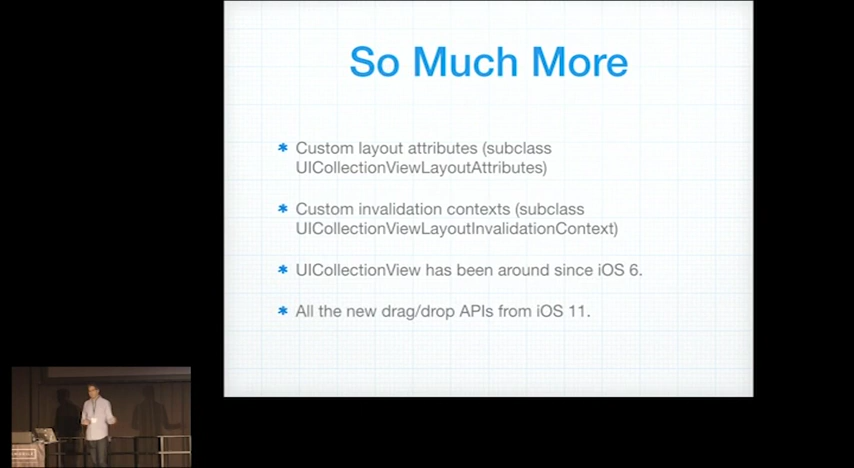 So Much More
* Custom layout attributes (subclass
UICollectionViewLayoutAttributes)
* Custom invalidation contexts (subclass
UICollectionViewLayoutInvalidationContext)
* UICollectionView has been around since iOS 6.
* All the new drag/drop APIs from iOS 11.